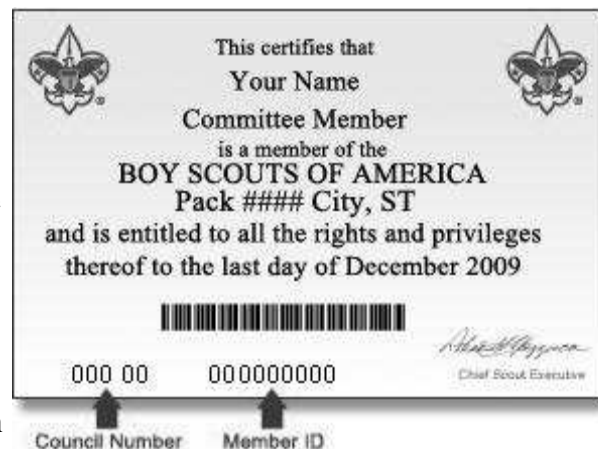 This certifies that
Your Name
Committee Member
is a member of the
BOY SCOUTS OF AMERICA
Pack #### City, ST
and is entitled to all the rights and privileges
thereof to the last day of December 2009
Chief Scout Executive
000 00 000000000
Council Number Member ID